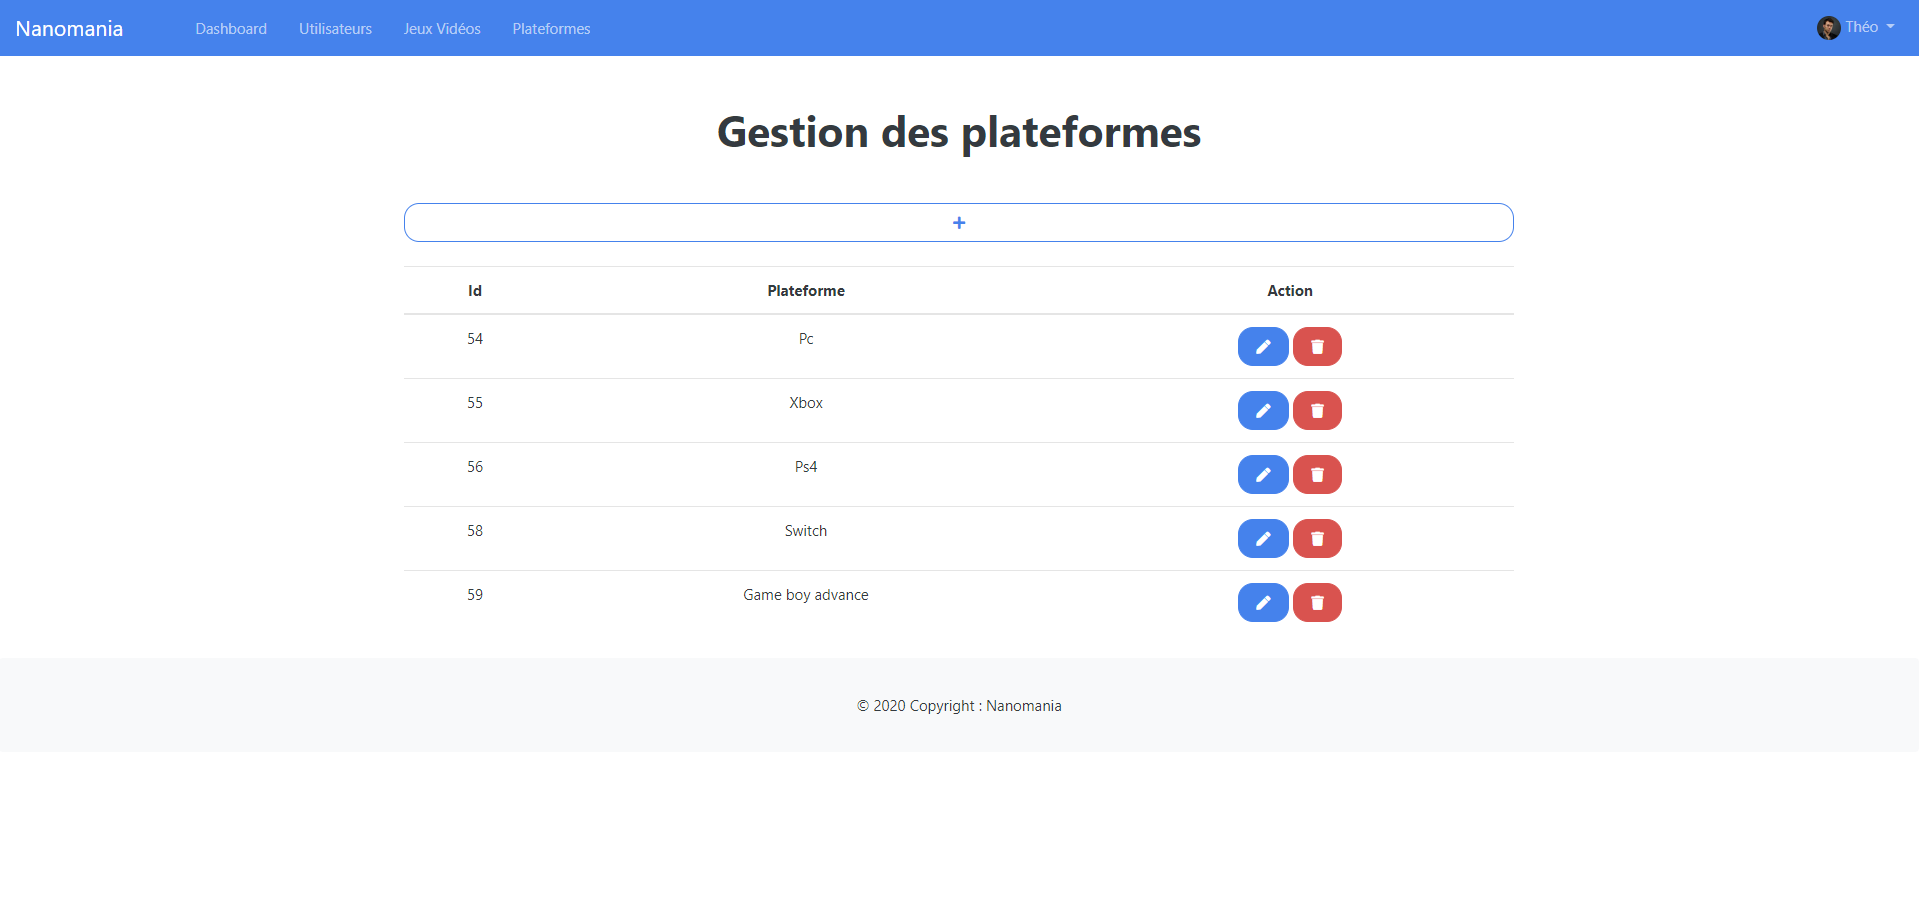 Nanomania Dashboard Utilisateurs Jeux Vidéos Plateformes Théo
Gestion des plateformes
+
Id Plateforme Action
54 Pc
55 Xbox
56 Ps4
58 Switch
59 Game boy advance
© 2020 Copyright : Nanomania